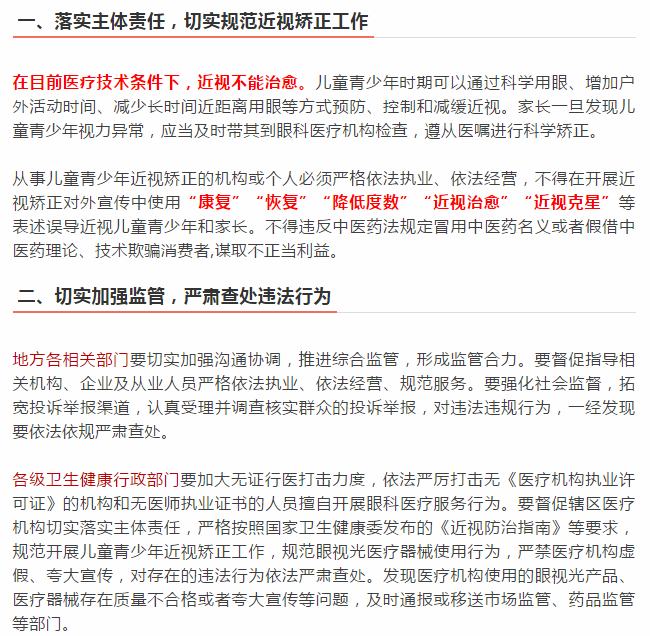 一、落实主体责任，切实规范近视矫正工作
在目前医疗技术条件下，近视不能治愈。儿童青少年时期可以通过科学用眼、增加户
外活动时间、减少长时间近距离用眼等方式预防、控制和减缓近视。家长一旦发现儿
童青少年视力异常，应当及时带其到眼科医疗机构检查，遵从医嘱进行科学矫正。
从事儿童青少年近视矫正的机构或个人必须严格依法执业、依法经营，不得在开展近
视矫正对外宣传中使用“康复”“恢复”“降低度数”“近视治愈”“近视克星”等
表述误导近视儿童青少年和家长。不得违反中医药法规定冒用中医药名义或者假借中
医药理论、技术欺骗消费者,谋取不正当利益。
二、切实加强监管，严肃查处违法行为
地方各相关部门要切实加强沟通协调，推进综合监管，形成监管合力。要督促指导相
关机构、企业及从业人员严格依法执业、依法经营、规范服务。要强化社会监督，拓
宽投诉举报渠道，认真受理并调查核实群众的投诉举报，对违法违规行为，一经发现
要依法依规严肃查处。
各级卫生健康行政部门要加大无证行医打击力度，依法严厉打击无《医疗机构执业许
可证》的机构和无医师执业证书的人员擅自开展眼科医疗服务行为。要督促辖区医疗
机构切实落实主体责任，严格按照国家卫生健康委发布的《近视防治指南》等要求，
规范开展儿童青少年近视矫正工作，规范眼视光医疗器械使用行为，严禁医疗机构虚
假、夸大宣传，对存在的违法行为依法严肃查处。发现医疗机构使用的眼视光产品、
医疗器械存在质量不合格或者夸大宣传等问题，及时通报或移送市场监管、药品监管
等部门。